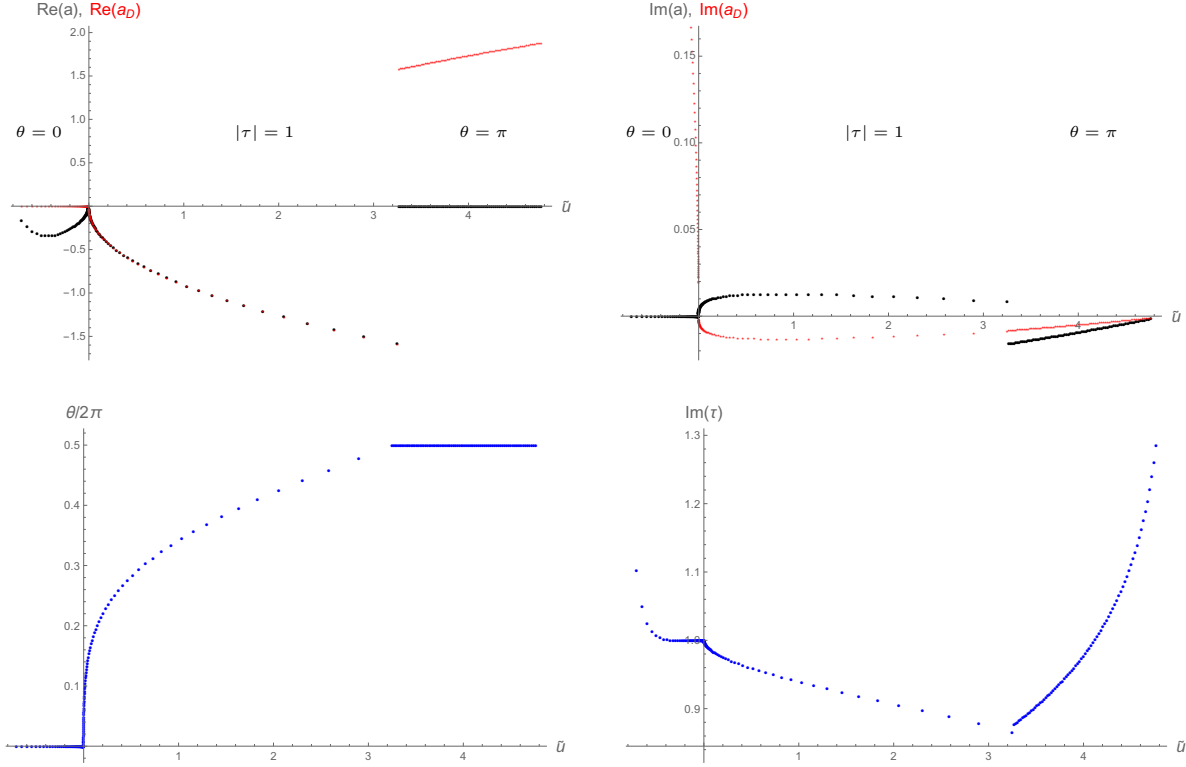 Re(a), Re(a_D)
2.0
1.5
1.0
0.5
−0.5
−1.0
−1.5
1
2
3
4
ũ
θ = 0
|τ| = 1
θ = π
Im(a), Im(a_D)
0.15
0.10
0.05
1
2
3
4
ũ
θ = 0
|τ| = 1
θ = π
θ/2π
0.5
0.4
0.3
0.2
0.1
1
2
3
4
ũ
Im(τ)
1.3
1.2
1.1
1.0
0.9
1
2
3
4
ũ